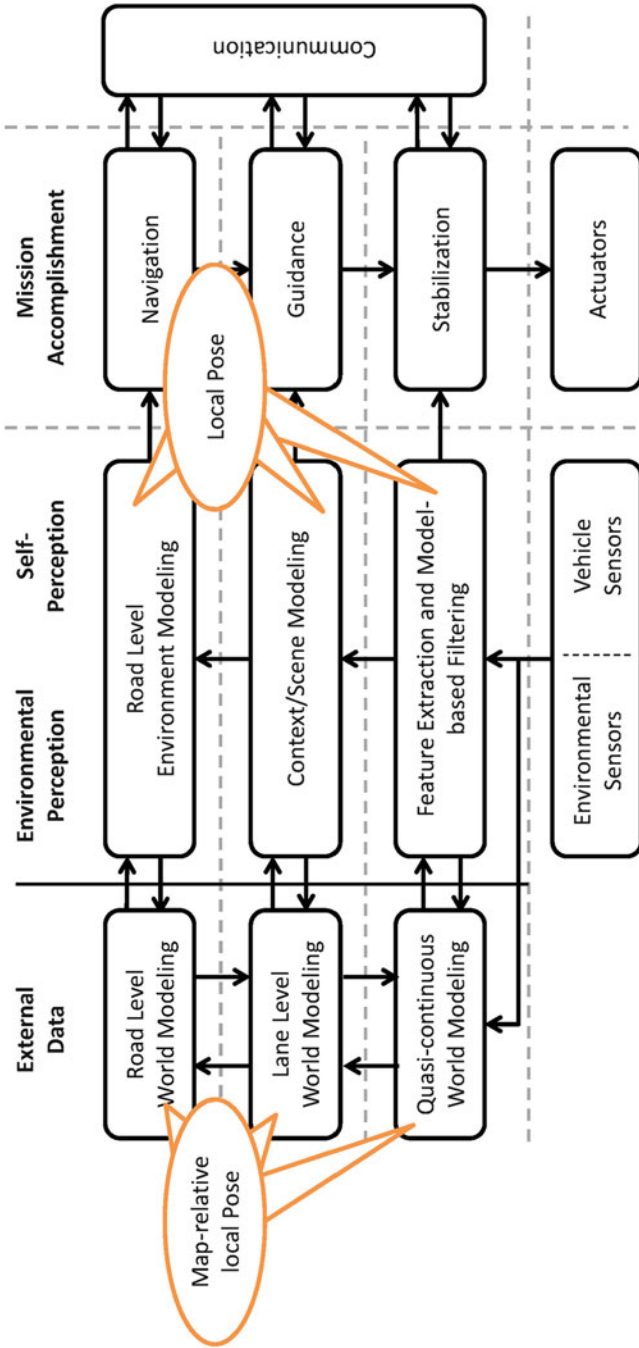 External
Data
Environmental
Perception
Self-
Perception
Mission
Accomplishment
Road Level
World Modeling
Road Level
Environment Modeling
Navigation
Communication
Map-relative
local Pose
Local Pose
Lane Level
World Modeling
Context/Scene Modeling
Guidance
Quasi-continuous
World Modeling
Feature Extraction and Model-
based Filtering
Stabilization
Environmental
Sensors
Vehicle
Sensors
Actuators